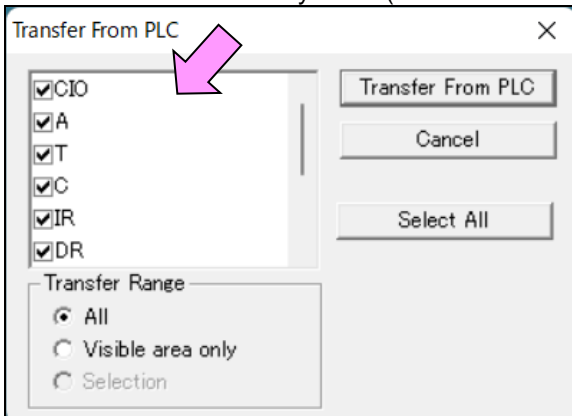 Transfer From PLC
CIO
A
T
C
IR
DR
Transfer From PLC
Cancel
Select All
Transfer Range
All
Visible area only
Selection